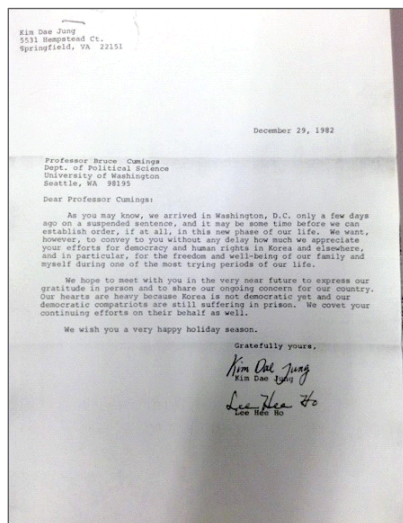 Kim Dae Jung
5531 Hempstead Ct.
Springfield, VA 22151
December 29, 1982
Professor Bruce Cumings
Dept. of Political Science
University of Washington
Seattle, WA 98195
Dear Professor Cumings:
As you may know, we arrived in Washington, D.C. only a few days
ago on a suspended sentence, and it may be some time before we can
establish order, if at all, in this new phase of our life. We want,
however, to convey to you without any delay how much we appreciate
your efforts for democracy and human rights in Korea and elsewhere,
and in particular, for the freedom and well-being of our family and
myself during one of the most trying periods of our life.
We hope to meet with you in the very near future to express our
gratitude in person and to share our ongoing concern for our country.
Our hearts are heavy because Korea is not democratic yet and our
democratic compatriots are still suffering in prison. We covet your
continuing efforts on their behalf as well.
We wish you a very happy holiday season.
Gratefully yours,
Kim Dae Jung
Kim Dae Jung
Lee Hee Ho
Lee Hee Ho